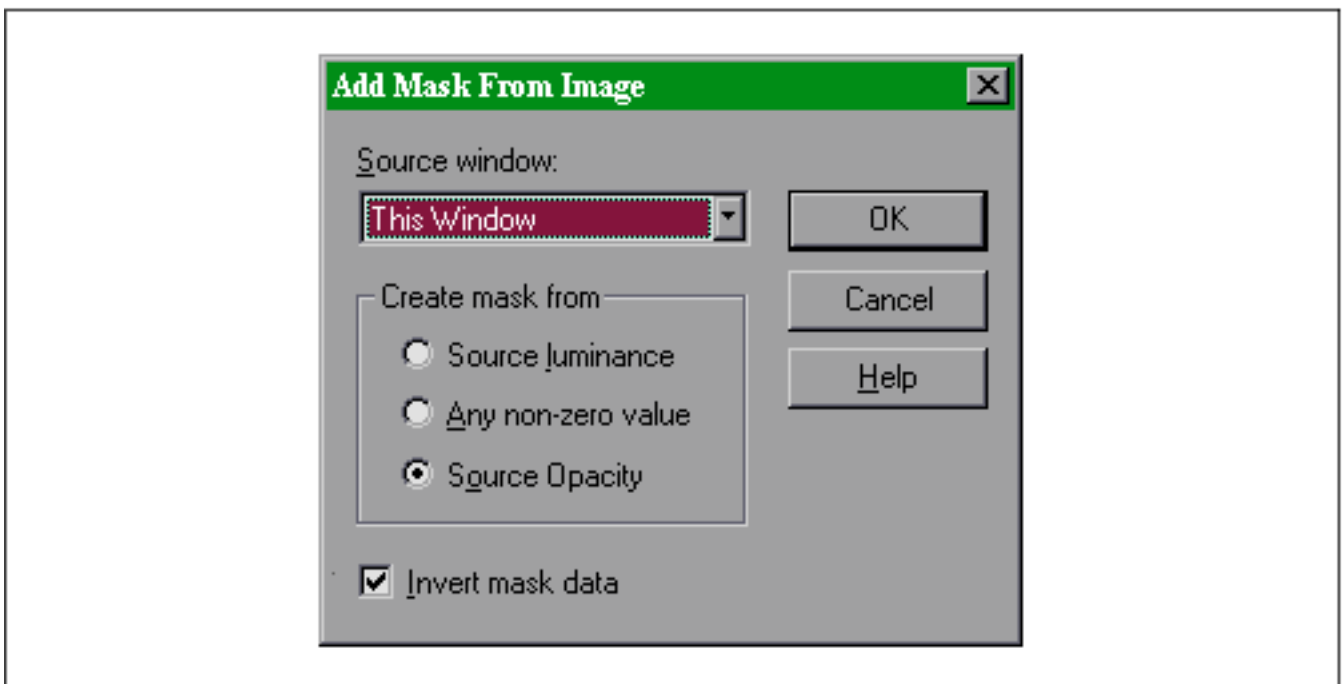 Add Mask From Image
Source window:
This Window
OK
Create mask from
Cancel
Source luminance
Help
Any non-zero value
Source Opacity
Invert mask data